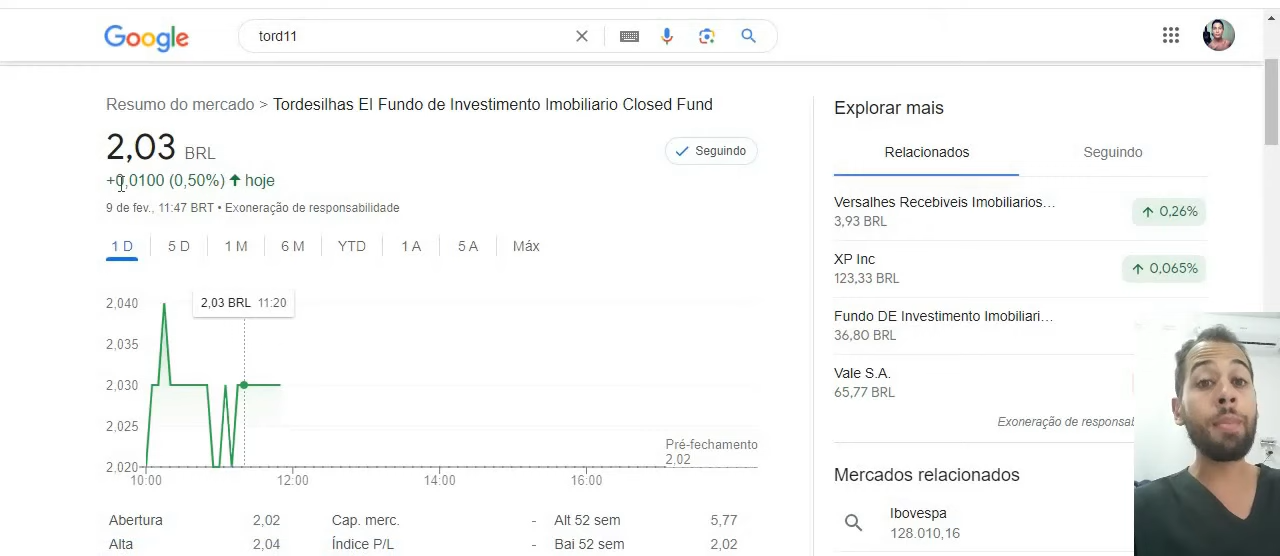 Google
tord11
Resumo do mercado > Tordesilhas EI Fundo de Investimento Imobiliario Closed Fund
2,03 BRL
Seguindo
+0,0100 (0,50%) hoje
9 de fev., 11:47 BRT • Exoneração de responsabilidade
1 D 5 D 1 M 6 M YTD 1 A 5 A Máx
2,03 BRL 11:20
2,040
2,035
2,030
2,025
2,020
Pré-fechamento
2,02
10:00 12:00 14:00 16:00
Abertura 2,02 Cap. merc. - Alt 52 sem 5,77
Alta 2,04 Índice P/L - Bai 52 sem 2,02
Explorar mais
Relacionados Seguindo
Versalhes Recebiveis Imobiliarios...
3,93 BRL
0,26%
XP Inc
123,33 BRL
0,065%
Fundo DE Investimento Imobiliari...
36,80 BRL
Vale S.A.
65,77 BRL
Exoneração de responsab
Mercados relacionados
Ibovespa
128.010,16